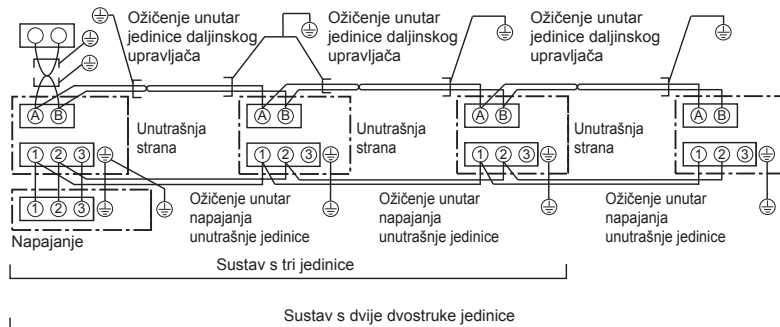 Ožičenje unutar
jedinice daljinskog
upravljača
Ožičenje unutar
jedinice daljinskog
upravljača
Ožičenje unutar
jedinice daljinskog
upravljača
A B
Unutrašnja
strana
A B
Unutrašnja
strana
A B
Unutrašnja
strana
A B
1 2 3
1 2 3
1 2 3
1 2 3
1 2 3
Napajanje
Ožičenje unutar
napajanja
unutrašnje jedinice
Ožičenje unutar
napajanja
unutrašnje jedinice
Ožičenje unutar
napajanja
unutrašnje jedinice
Sustav s tri jedinice
Sustav s dvije dvostruke jedinice